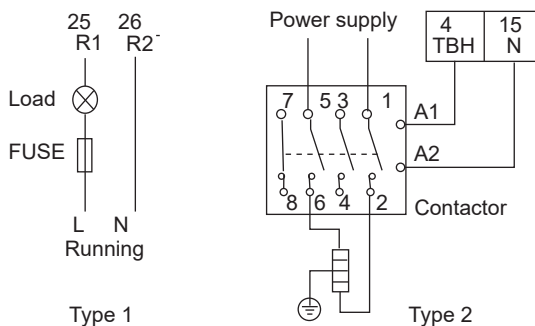 25 26
R1 R2-
Load
FUSE
L N
Running
Type 1
Power supply
4 15
TBH N
7 5 3 1
A1
A2
8 6 4 2
Contactor
Type 2